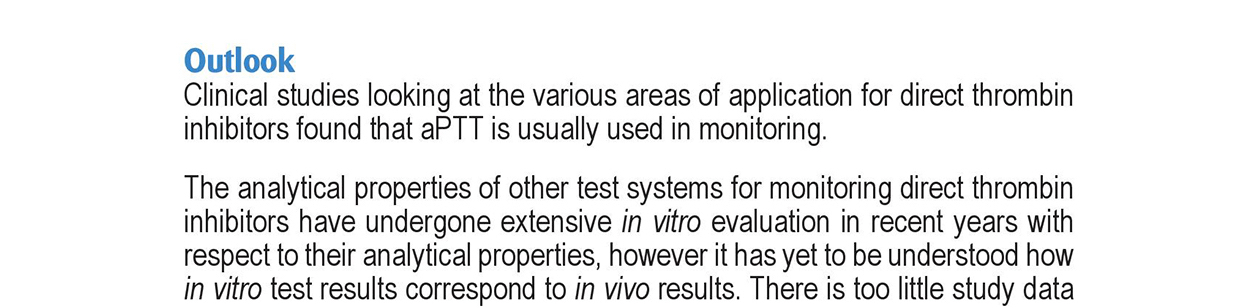 Outlook
Clinical studies looking at the various areas of application for direct thrombin
inhibitors found that aPTT is usually used in monitoring.
The analytical properties of other test systems for monitoring direct thrombin
inhibitors have undergone extensive in vitro evaluation in recent years with
respect to their analytical properties, however it has yet to be understood how
in vitro test results correspond to in vivo results. There is too little study data